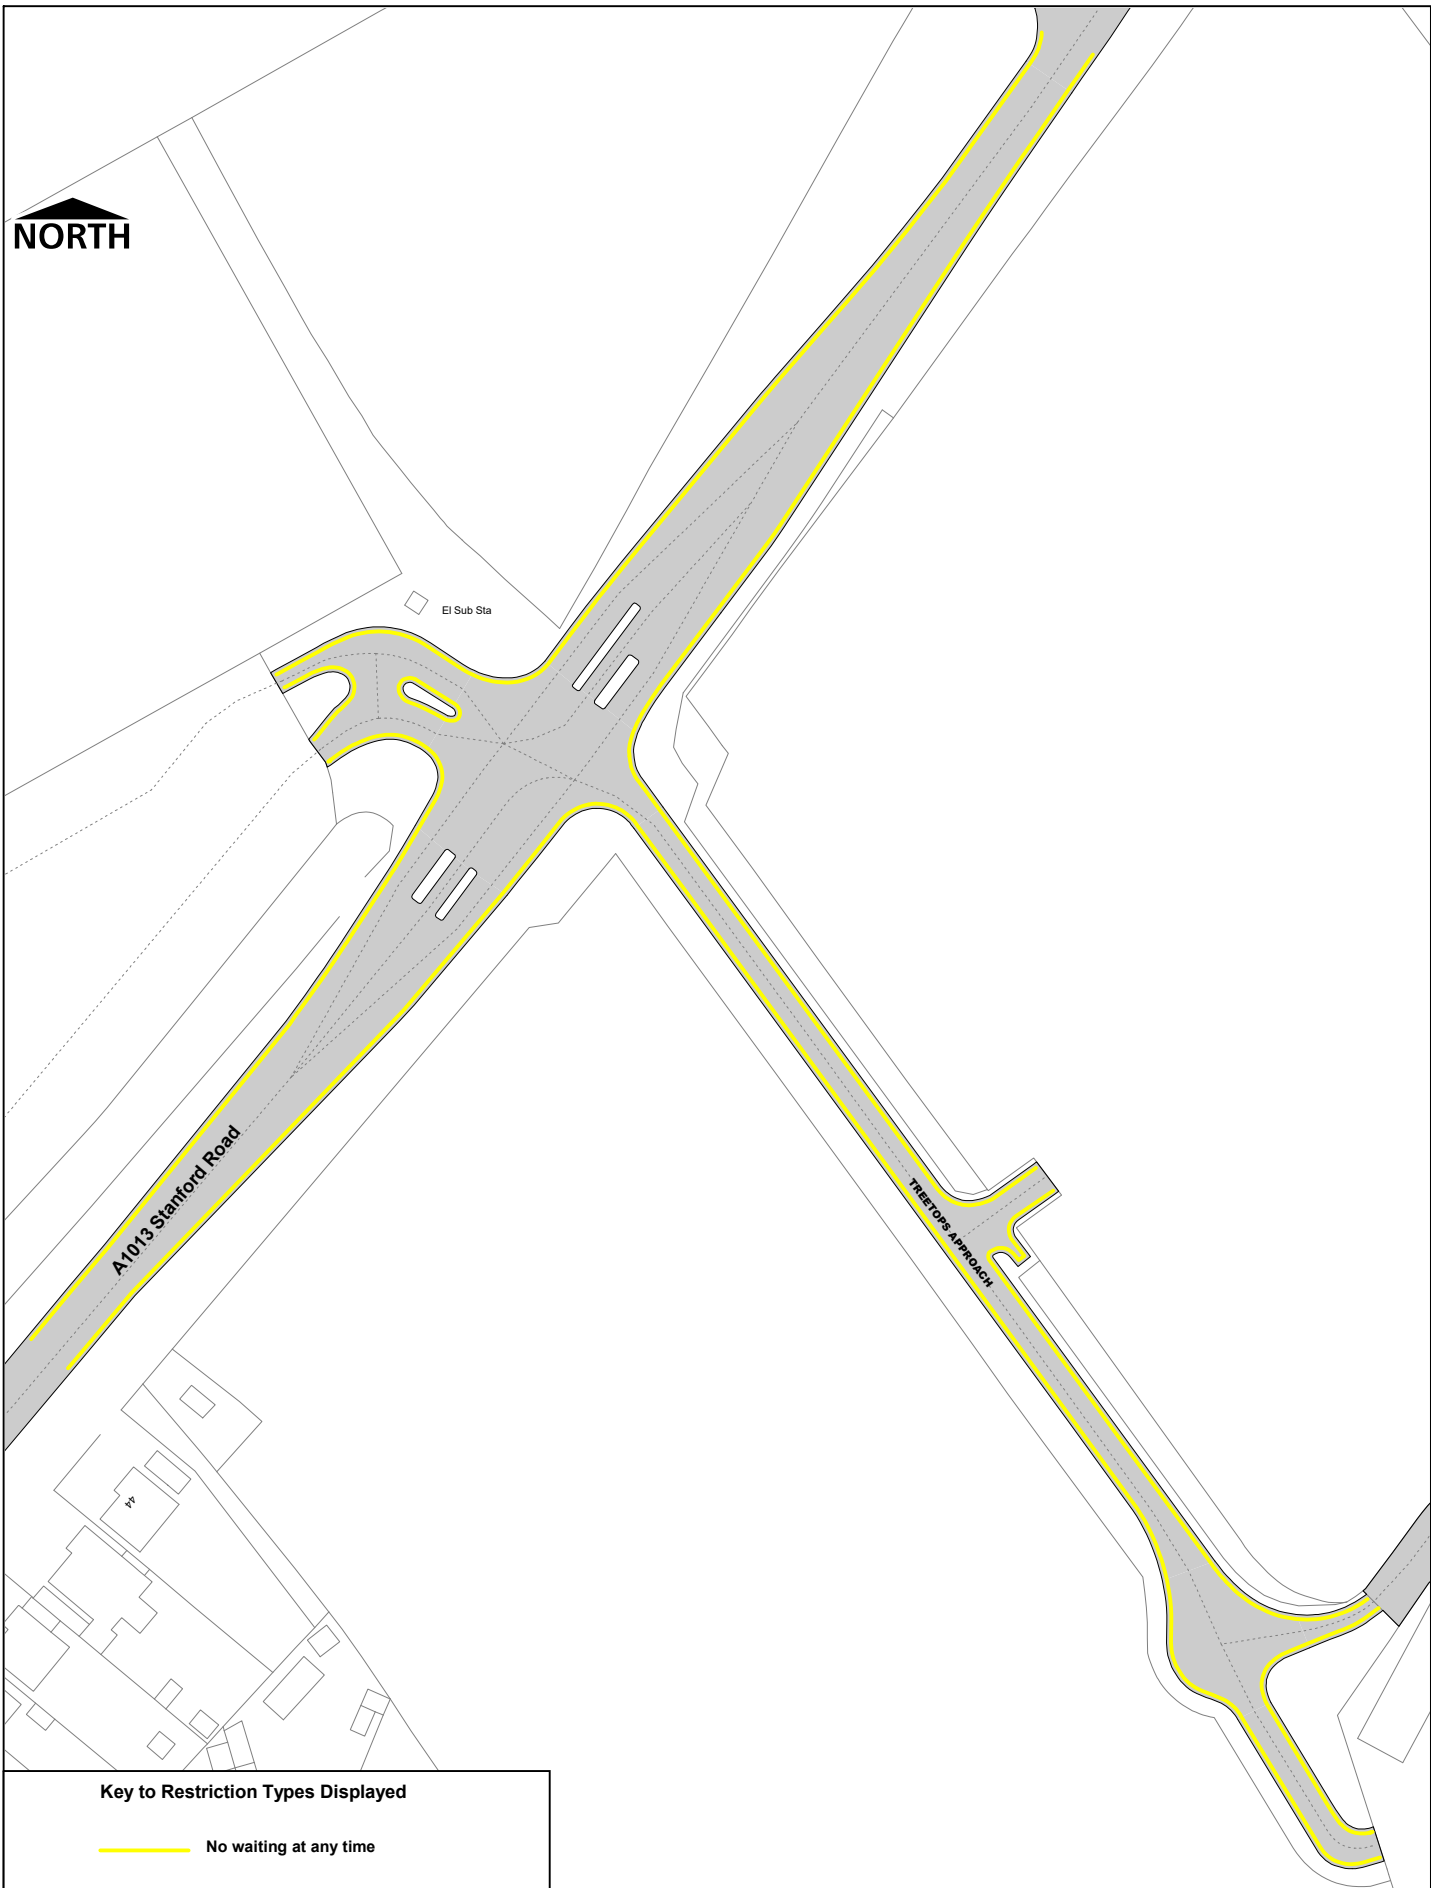 NORTH
El Sub Sta
A1013 Stanford Road
TREETOPS APPROACH
44
Key to Restriction Types Displayed
No waiting at any time